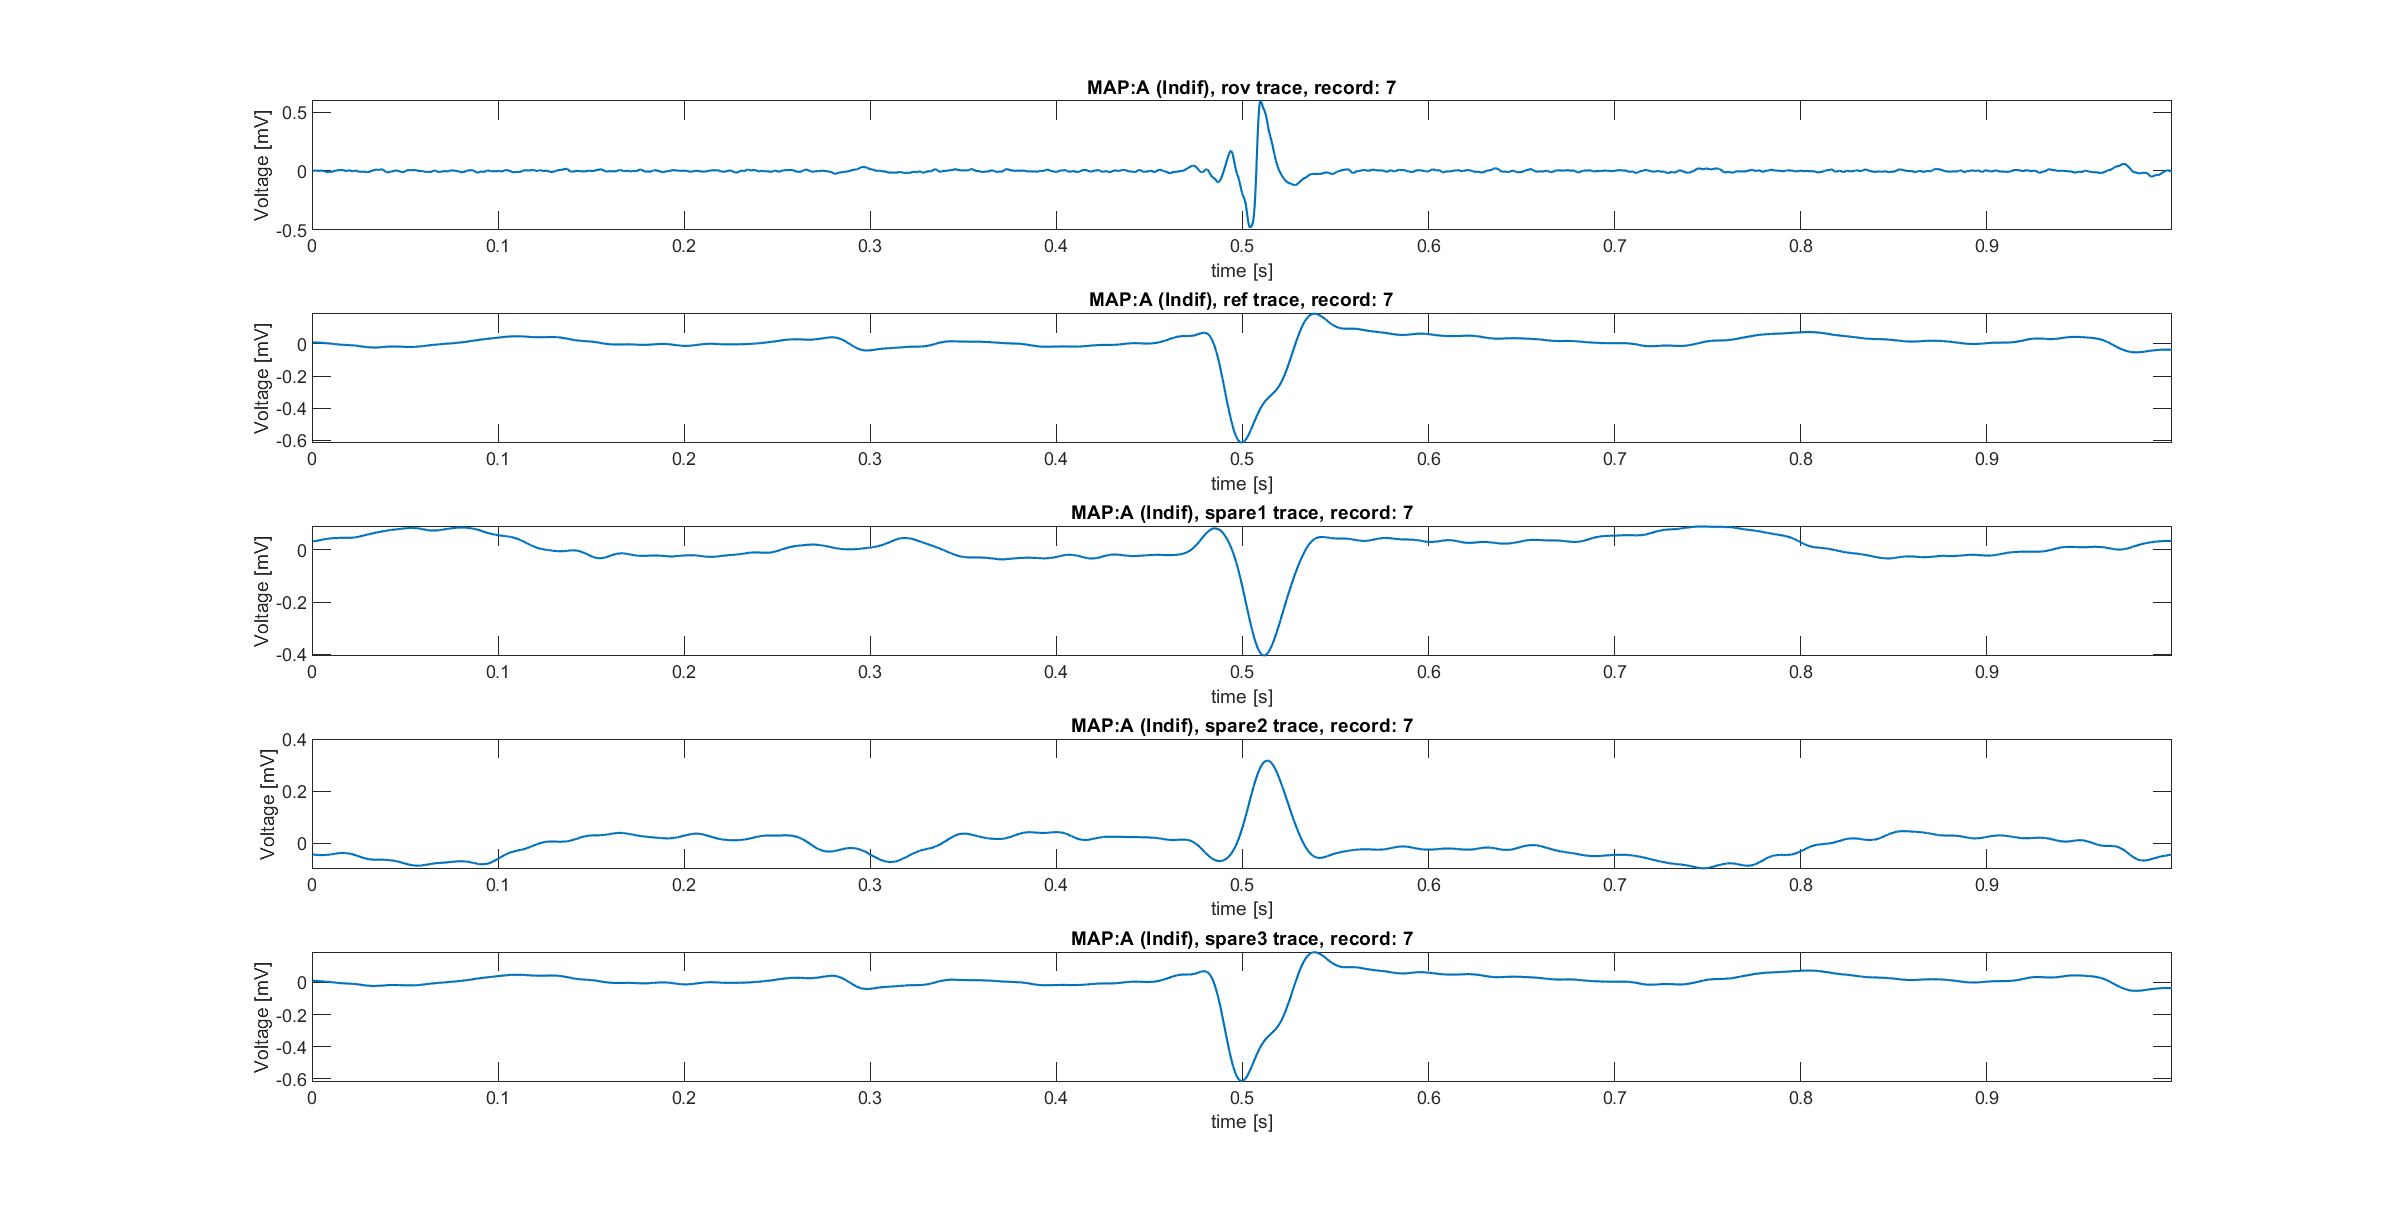 MAP:A (Indif), rov trace, record: 7
Voltage [mV]
0.5
0
-0.5
0 0.1 0.2 0.3 0.4 0.5 0.6 0.7 0.8 0.9
time [s]
MAP:A (Indif), ref trace, record: 7
Voltage [mV]
0
-0.2
-0.4
-0.6
0 0.1 0.2 0.3 0.4 0.5 0.6 0.7 0.8 0.9
time [s]
MAP:A (Indif), spare1 trace, record: 7
Voltage [mV]
0
-0.2
-0.4
0 0.1 0.2 0.3 0.4 0.5 0.6 0.7 0.8 0.9
time [s]
MAP:A (Indif), spare2 trace, record: 7
Voltage [mV]
0.4
0.2
0
0 0.1 0.2 0.3 0.4 0.5 0.6 0.7 0.8 0.9
time [s]
MAP:A (Indif), spare3 trace, record: 7
Voltage [mV]
0
-0.2
-0.4
-0.6
0 0.1 0.2 0.3 0.4 0.5 0.6 0.7 0.8 0.9
time [s]